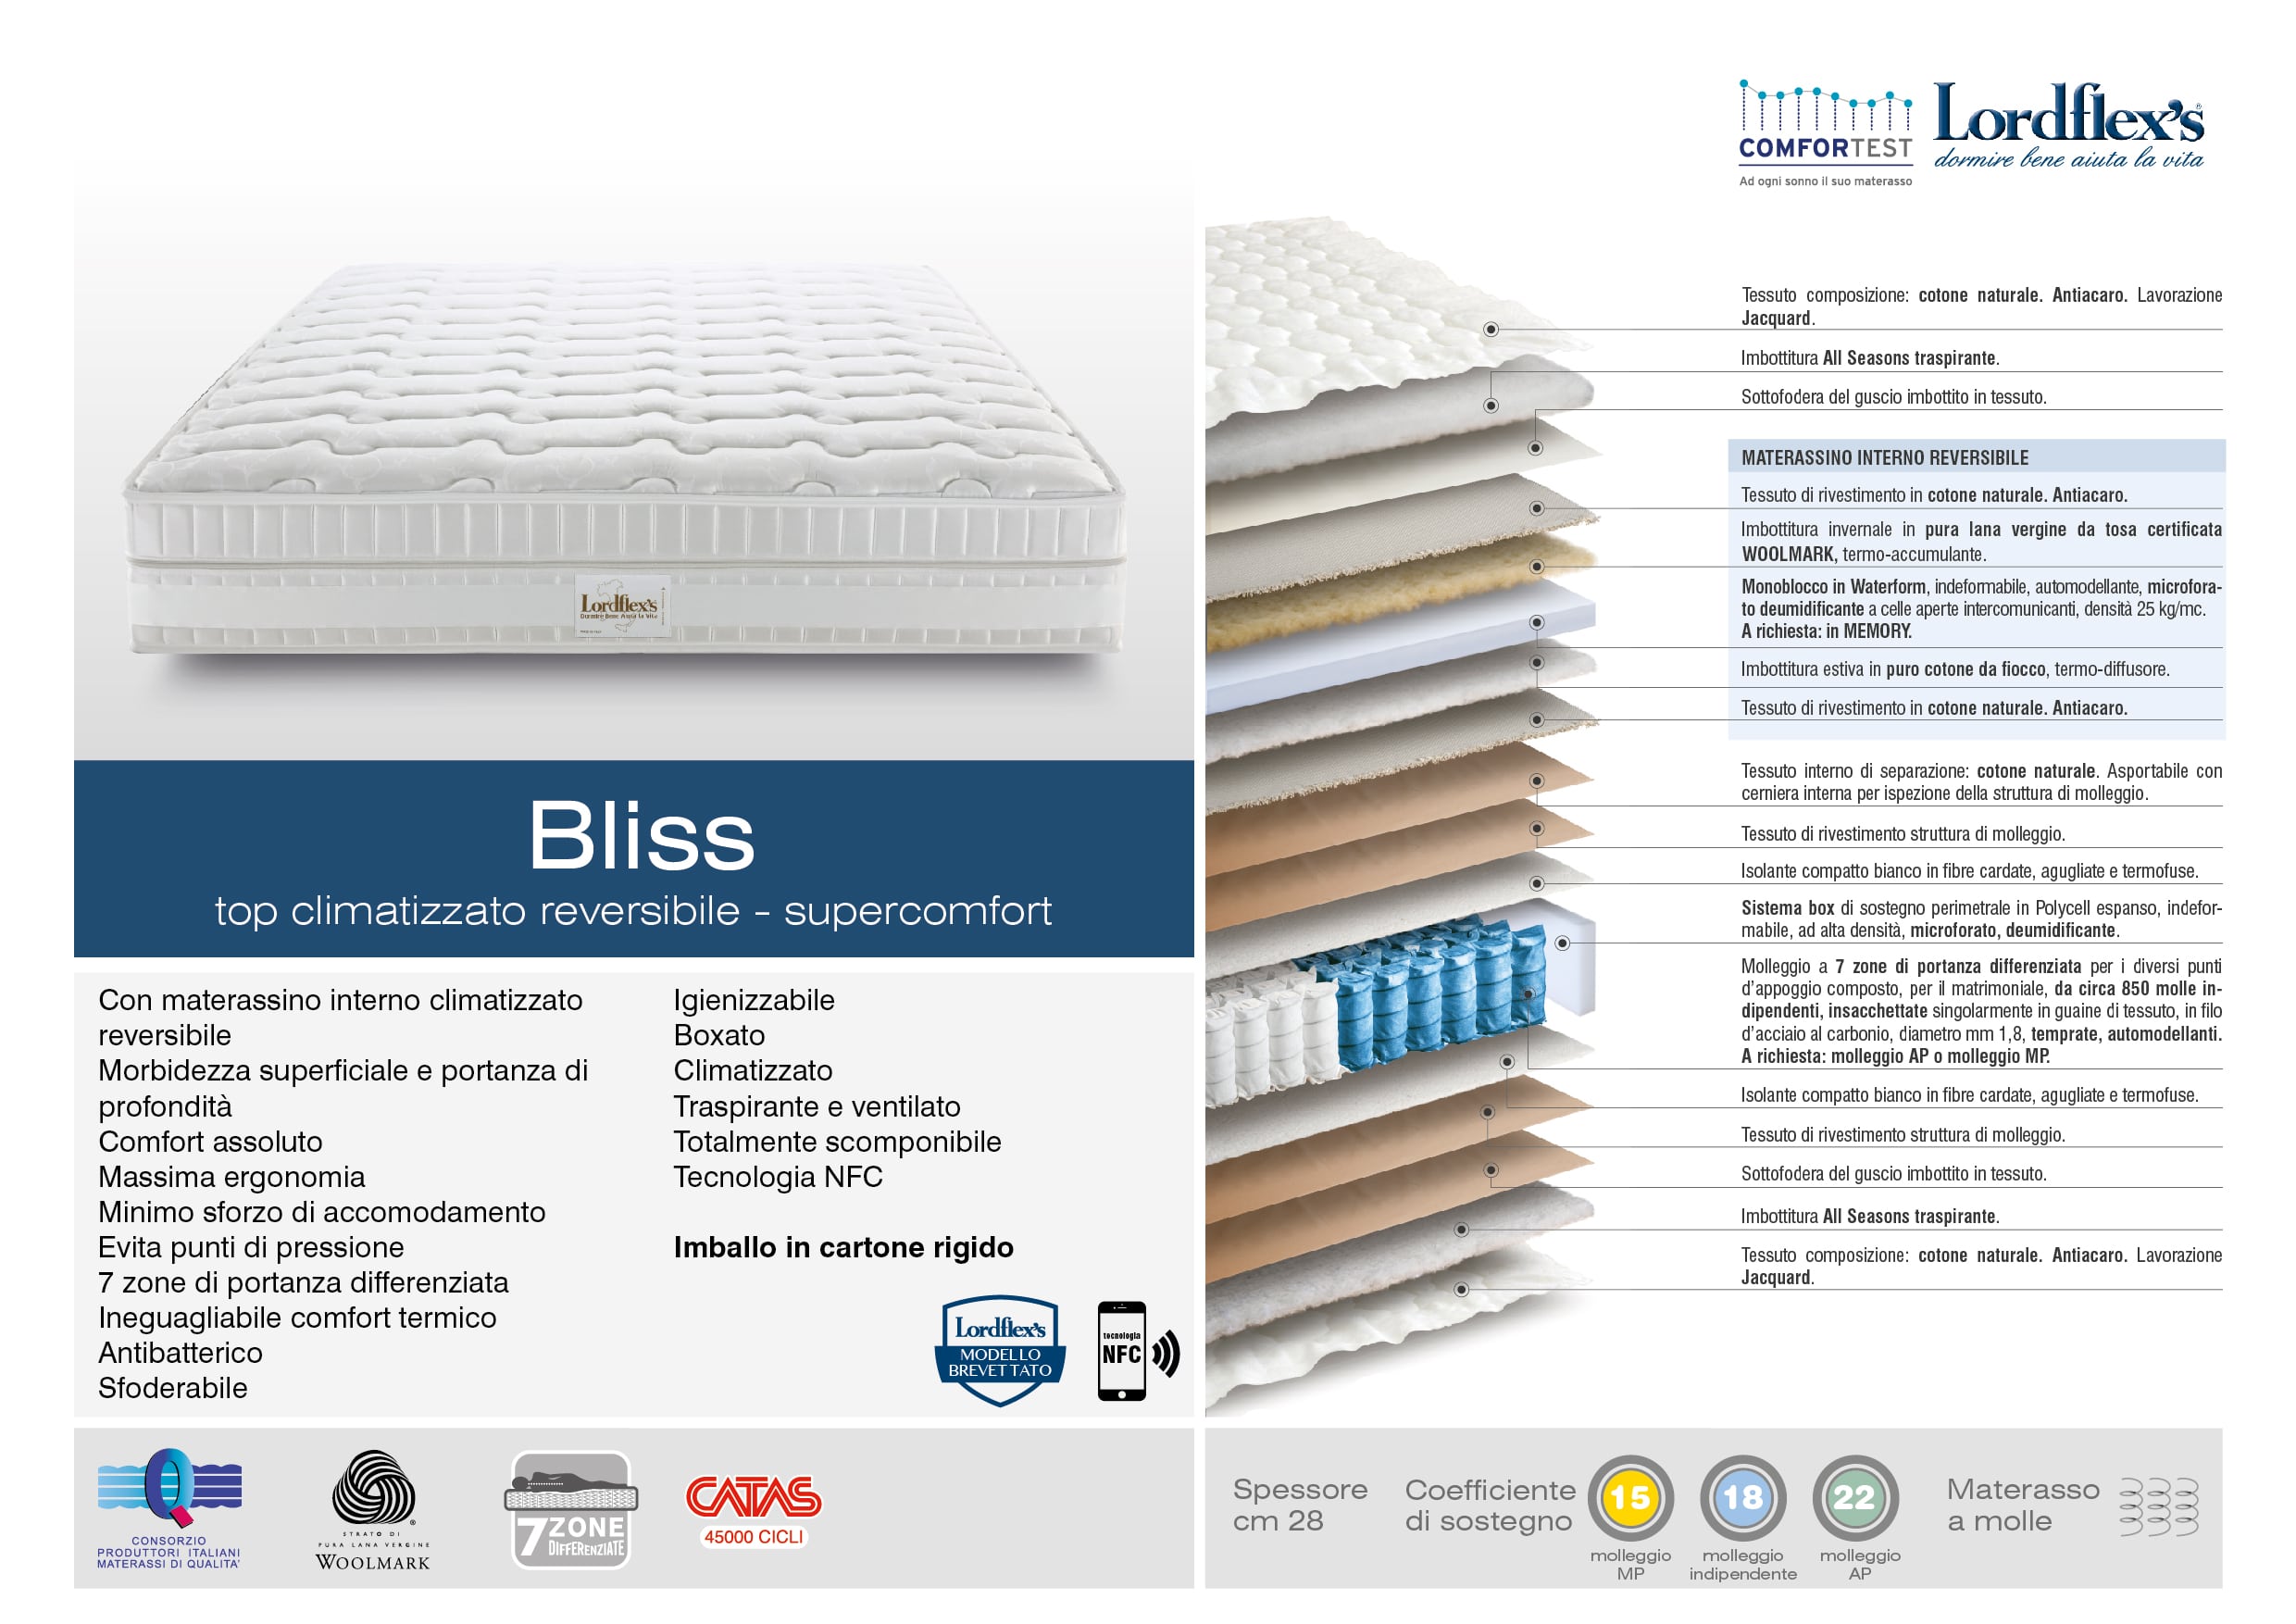 COMFORTEST
Ad ogni sonno il suo materasso
Lordflex's
dormire bene aiuta la vita
Lordflex's
Dormire Bene Aiuta la Vita
Bliss
top climatizzato reversibile - supercomfort
Con materassino interno climatizzato
reversibile
Morbidezza superficiale e portanza di
profondità
Comfort assoluto
Massima ergonomia
Minimo sforzo di accomodamento
Evita punti di pressione
7 zone di portanza differenziata
Ineguagliabile comfort termico
Antibatterico
Sfoderabile
Igienizzabile
Boxato
Climatizzato
Traspirante e ventilato
Totalmente scomponibile
Tecnologia NFC
Imballo in cartone rigido
Lordflex's
MODELLO
BREVETTATO
tecnologia
NFC
Tessuto composizione: cotone naturale. Antiacaro. Lavorazione
Jacquard.
Imbottitura All Seasons traspirante.
Sottofodera del guscio imbottito in tessuto.
MATERASSINO INTERNO REVERSIBILE
Tessuto di rivestimento in cotone naturale. Antiacaro.
Imbottitura invernale in pura lana vergine da tosa certificata
WOOLMARK, termo-accumulante.
Monoblocco in Waterform, indeformabile, automodellante, microfora-
to deumidificante a celle aperte intercomunicanti, densità 25 kg/mc.
A richiesta: in MEMORY.
Imbottitura estiva in puro cotone da fiocco, termo-diffusore.
Tessuto di rivestimento in cotone naturale. Antiacaro.
Tessuto interno di separazione: cotone naturale. Asportabile con
cerniera interna per ispezione della struttura di molleggio.
Tessuto di rivestimento struttura di molleggio.
Isolante compatto bianco in fibre cardate, agugliate e termofuse.
Sistema box di sostegno perimetrale in Polycell espanso, indefor-
mabile, ad alta densità, microforato, deumidificante.
Molleggio a 7 zone di portanza differenziata per i diversi punti
d'appoggio composto, per il matrimoniale, da circa 850 molle in-
dipendenti, insacchettate singolarmente in guaine di tessuto, in filo
d'acciaio al carbonio, diametro mm 1,8, temprate, automodellanti.
A richiesta: molleggio AP o molleggio MP.
Isolante compatto bianco in fibre cardate, agugliate e termofuse.
Tessuto di rivestimento struttura di molleggio.
Sottofodera del guscio imbottito in tessuto.
Imbottitura All Seasons traspirante.
Tessuto composizione: cotone naturale. Antiacaro. Lavorazione
Jacquard.
CONSORZIO
PRODUTTORI ITALIANI
MATERASSI DI QUALITA'
STRATO DI
PURA LANA VERGINE
WOOLMARK
7 ZONE
DIFFERENZIATE
CATAS
45000 CICLI
Spessore
cm 28
Coefficiente
di sostegno
15
molleggio
MP
18
molleggio
indipendente
22
molleggio
AP
Materasso
a molle